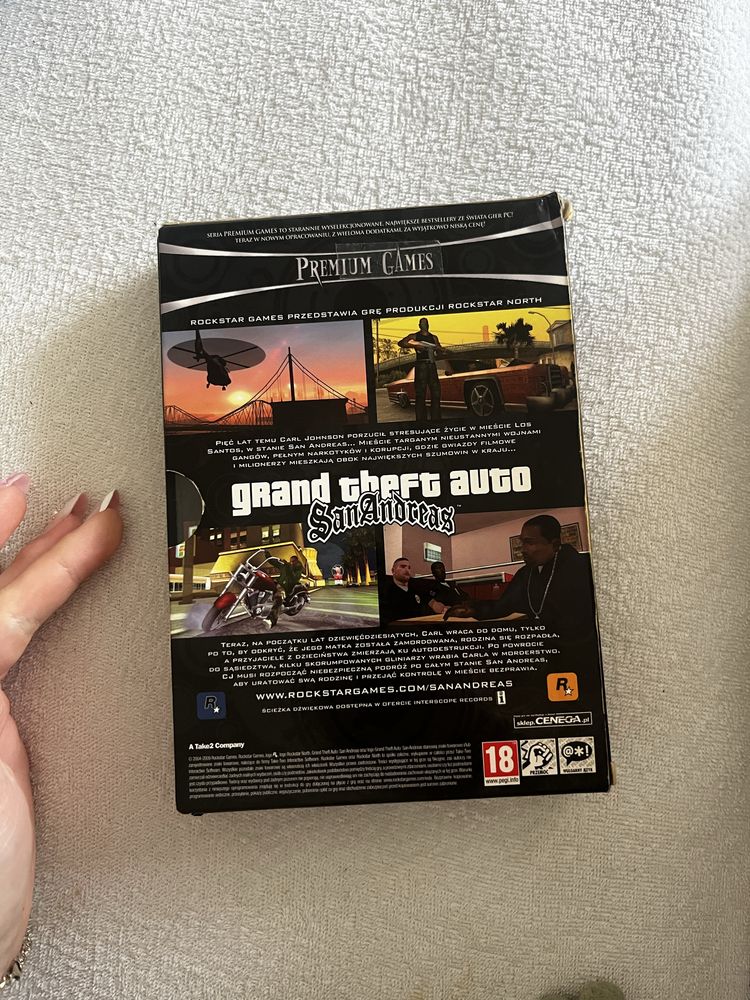 SERIA PREMIUM GAMES TO STARANNIE WYSELEKCJONOWANE, NAJWIĘKSZE BESTSELLERY ZE ŚWIATA GIER PC!
TERAZ W NOWYM OPRACOWANIU, Z WIELOMA DODATKAMI, ZA WYJĄTKOWO NISKĄ CENĘ!
PREMIUM GAMES
ROCKSTAR GAMES PRZEDSTAWIA GRĘ PRODUKCJI ROCKSTAR NORTH
PIĘĆ LAT TEMU CARL JOHNSON PORZUCIŁ STRESUJĄCE ŻYCIE W MIEŚCIE LOS
SANTOS, W STANIE SAN ANDREAS... MIEŚCIE TARGANYM NIEUSTANNYMI WOJNAMI
GANGÓW, PEŁNYM NARKOTYKÓW I KORUPCJI, GDZIE GWIAZDY FILMOWE
I MILIONERZY MIESZKAJĄ OBOK NAJWIĘKSZYCH SZUMOWIN W KRAJU...
grand theft auto
San Andreas™
TERAZ, NA POCZĄTKU LAT DZIEWIĘĆDZIESIĄTYCH, CARL WRACA DO DOMU, TYLKO
PO TO, BY ODKRYĆ, ŻE JEGO MATKA ZOSTAŁA ZAMORDOWANA, RODZINA SIĘ ROZPADŁA,
A PRZYJACIELE Z DZIECIŃSTWA ZMIERZAJĄ KU AUTODESTRUKCJI. PO POWROCIE
DO SĄSIEDZTWA, KILKU SKORUMPOWANYCH GLINIARZY WRABIA CARLA W MORDERSTWO.
CJ MUSI ROZPOCZĄĆ NIEBEZPIECZNĄ PODRÓŻ PO CAŁYM STANIE SAN ANDREAS,
ABY URATOWAĆ SWĄ RODZINĘ I PRZEJĄĆ KONTROLĘ W MIEŚCIE BEZPRAWIA.
WWW.ROCKSTARGAMES.COM/SANANDREAS
ŚCIEŻKA DŹWIĘKOWA DOSTĘPNA W OFERCIE INTERSCOPE RECORDS
R
R
sklep.CENEGA.pl
A Take2 Company
18
www.pegi.info
PRZEMOC
@*!
WULGARNY JĘZYK